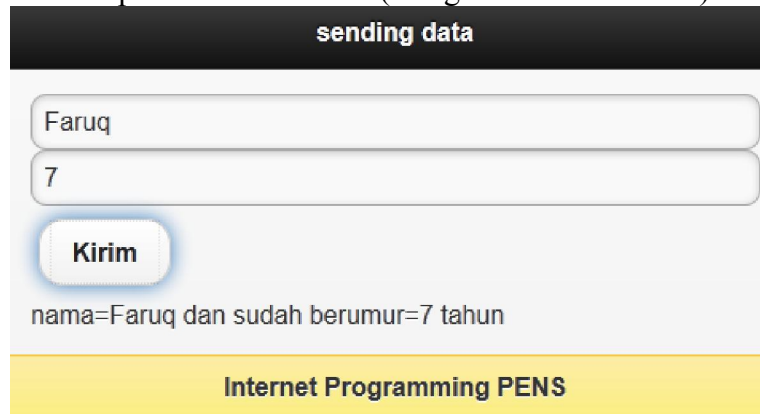 sending data
Faruq
7
Kirim
nama=Faruq dan sudah berumur=7 tahun
Internet Programming PENS